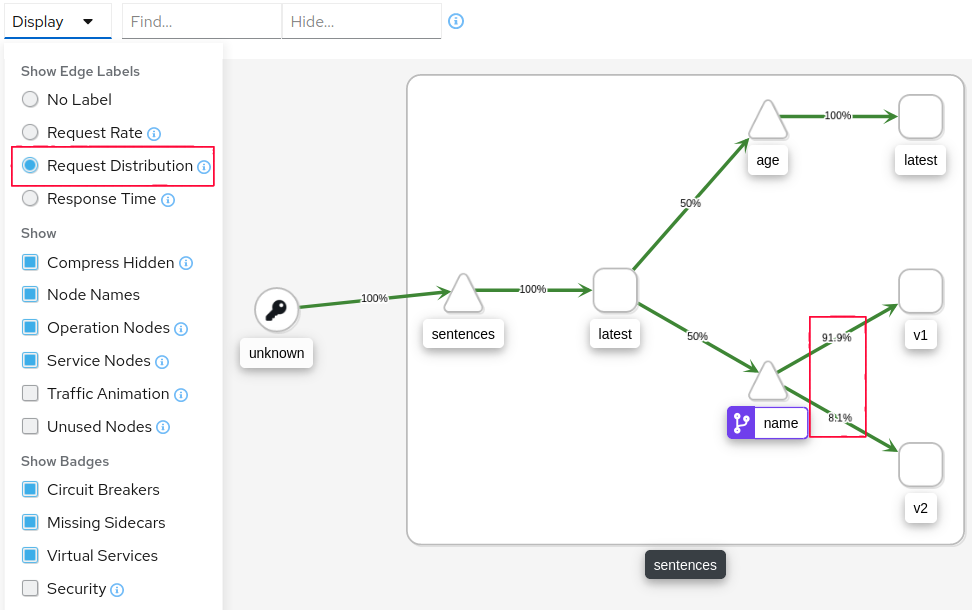 Display
Find...
Hide...
Show Edge Labels
No Label
Request Rate
Request Distribution
Response Time
Show
Compress Hidden
Node Names
Operation Nodes
Service Nodes
Traffic Animation
Unused Nodes
Show Badges
Circuit Breakers
Missing Sidecars
Virtual Services
Security
100%
age
latest
50%
100%
100%
sentences
latest
unknown
50%
91.9%
v1
name
8.1%
v2
sentences